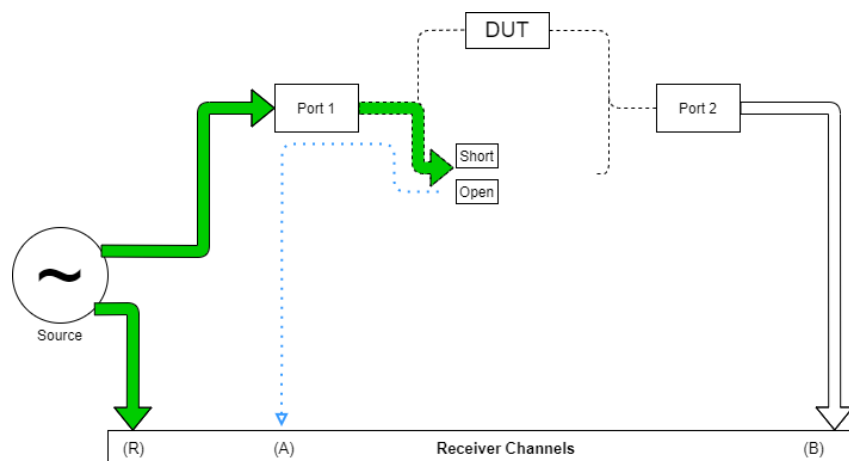 DUT
Port 1
Port 2
Short
Open
~
Source
(R)
(A)
Receiver Channels
(B)